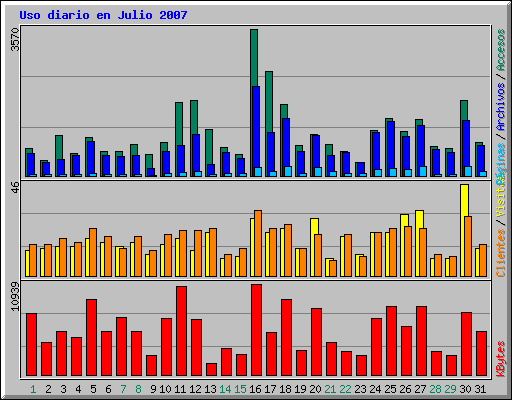 Uso diario en Julio 2007
3570
46
10939
Accesos / Archivos / Páginas
Visitas / Clientes
KBytes
1 2 3 4 5 6 7 8 9 10 11 12 13 14 15 16 17 18 19 20 21 22 23 24 25 26 27 28 29 30 31